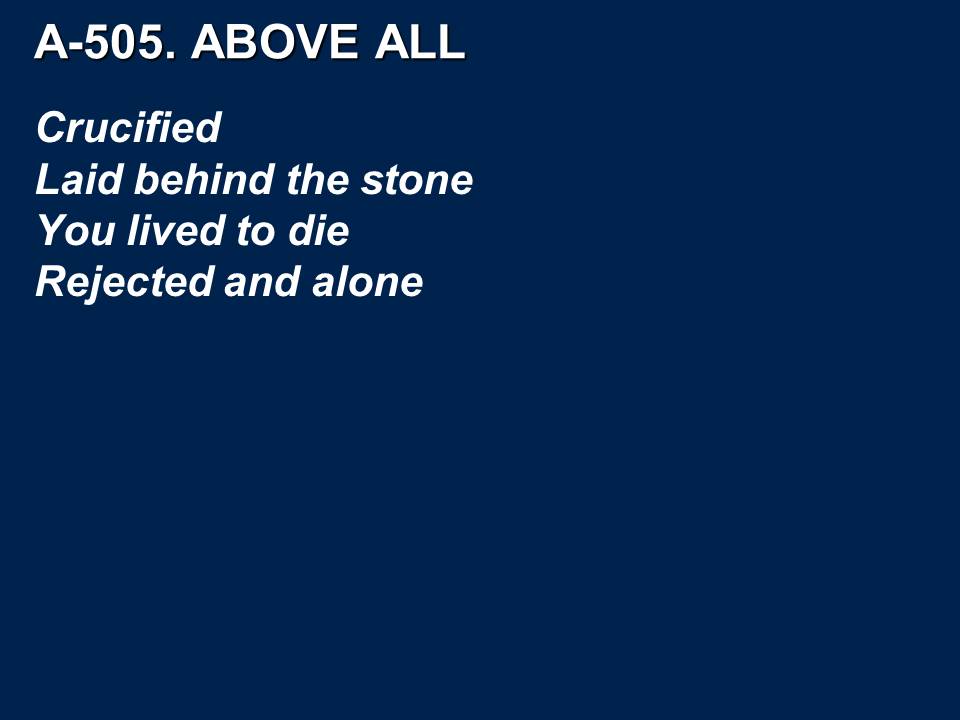 A-505. ABOVE ALL
Crucified
Laid behind the stone
You lived to die
Rejected and alone